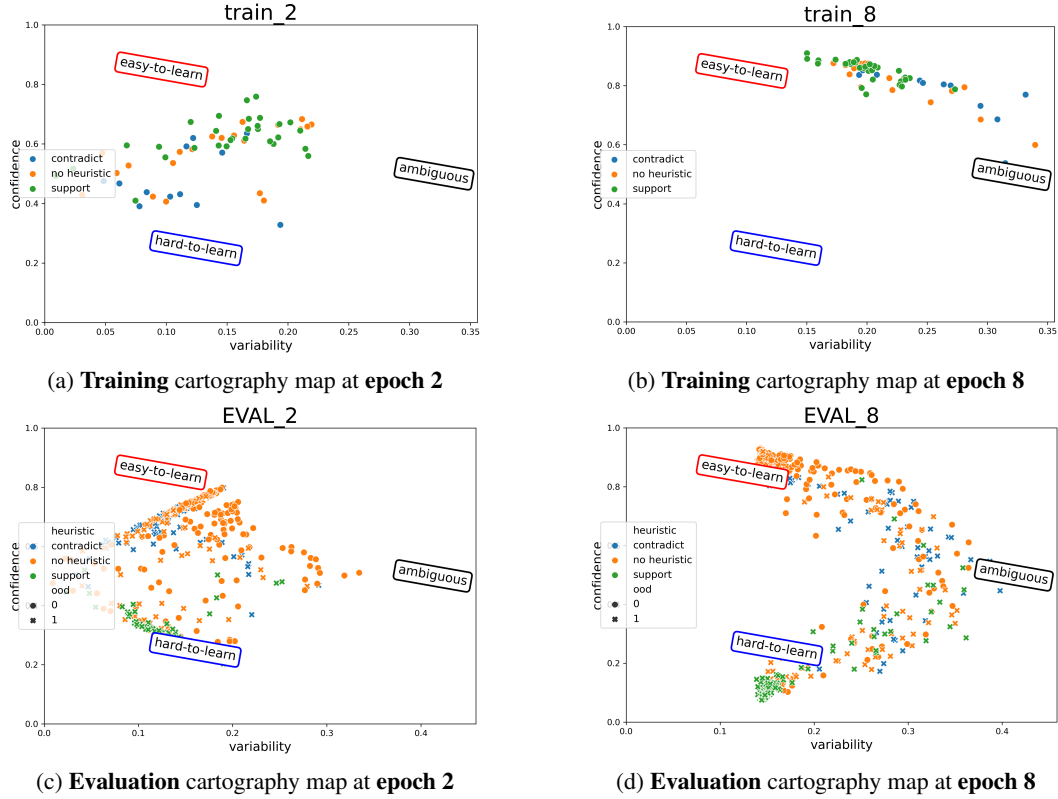 train_2
1.0
0.8
0.6
0.4
0.2
0.0
confidence
easy-to-learn
ambiguous
hard-to-learn
contradict
no heuristic
support
0.00 0.05 0.10 0.15 0.20 0.25 0.30 0.35
variability
(a) Training cartography map at epoch 2
train_8
1.0
0.8
0.6
0.4
0.2
0.0
confidence
easy-to-learn
contradict
no heuristic
support
ambiguous
hard-to-learn
0.00 0.05 0.10 0.15 0.20 0.25 0.30 0.35
variability
(b) Training cartography map at epoch 8
EVAL_2
1.0
0.8
0.6
0.4
0.2
0.0
confidence
easy-to-learn
heuristic
contradict
no heuristic
support
ood
0
1
ambiguous
hard-to-learn
0.0 0.1 0.2 0.3 0.4
variability
(c) Evaluation cartography map at epoch 2
EVAL_8
1.0
0.8
0.6
0.4
0.2
0.0
confidence
easy-to-learn
heuristic
contradict
no heuristic
support
ood
0
1
ambiguous
hard-to-learn
0.0 0.1 0.2 0.3 0.4
variability
(d) Evaluation cartography map at epoch 8